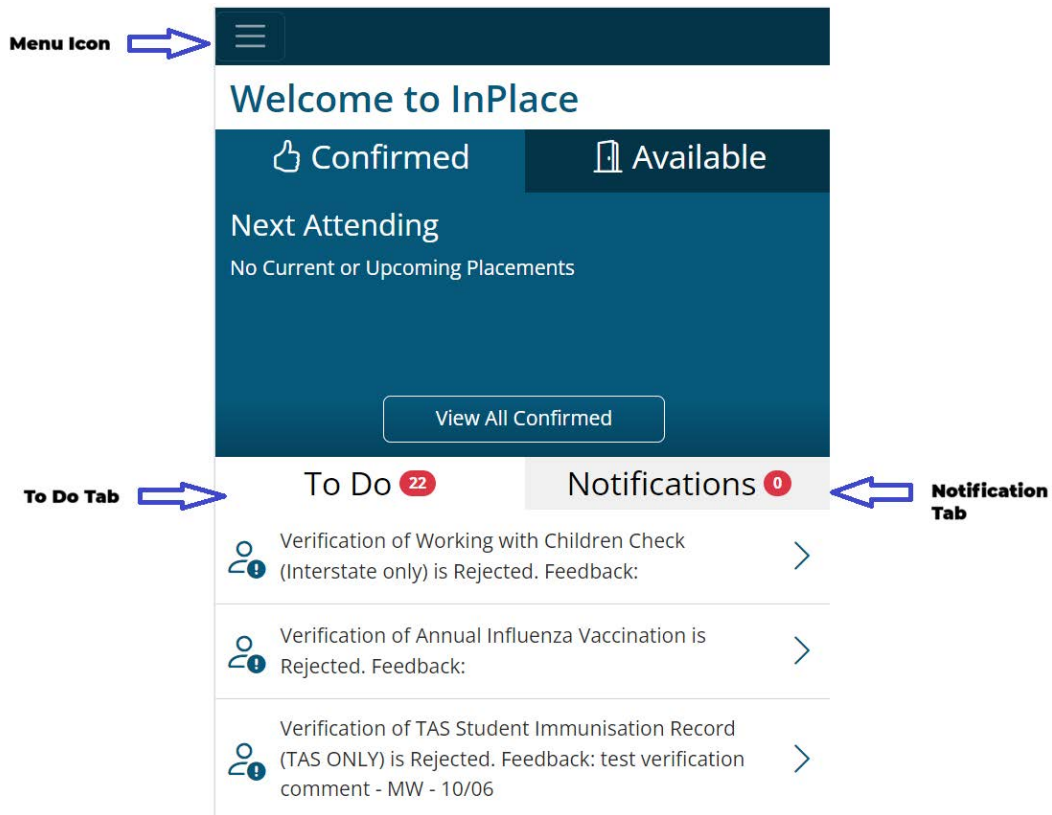 Menu Icon
Welcome to InPlace
Confirmed
Available
Next Attending
No Current or Upcoming Placements
View All Confirmed
To Do Tab
To Do 22
Notifications 0
Notification
Tab
Verification of Working with Children Check
(Interstate only) is Rejected. Feedback:
Verification of Annual Influenza Vaccination is
Rejected. Feedback:
Verification of TAS Student Immunisation Record
(TAS ONLY) is Rejected. Feedback: test verification
comment - MW - 10/06